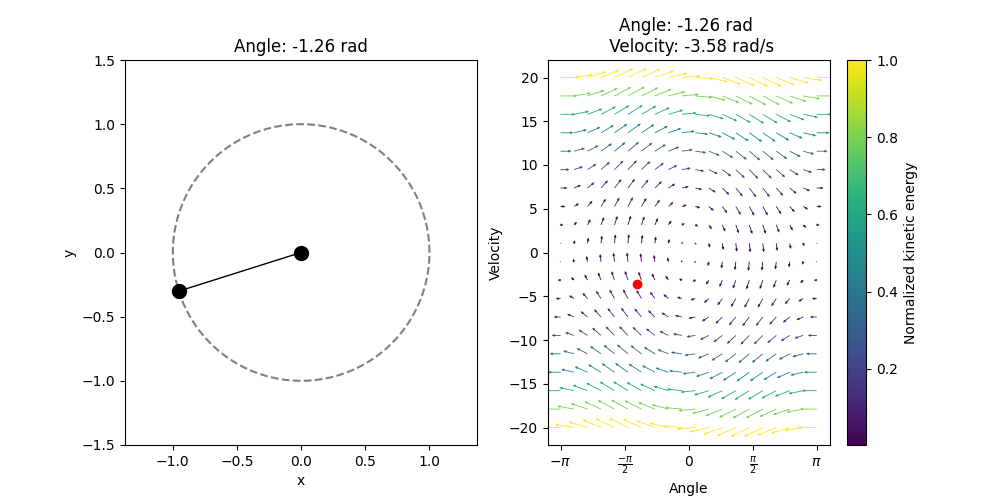 Angle: -1.26 rad
1.5
1.0
0.5
0.0
−0.5
−1.0
−1.5
−1.0
−0.5
0.0
0.5
1.0
x
y
Angle: -1.26 rad
Velocity: -3.58 rad/s
20
15
10
5
0
−5
−10
−15
−20
−π
−π/2
0
π/2
π
Angle
Velocity
1.0
0.8
0.6
0.4
0.2
Normalized kinetic energy